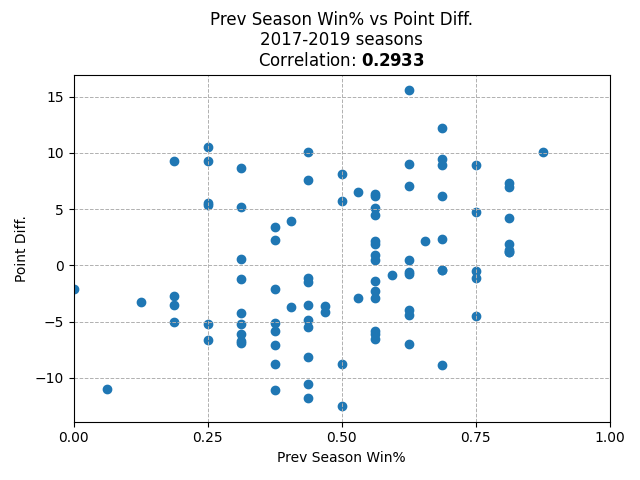 Prev Season Win% vs Point Diff.
2017-2019 seasons
Correlation: 0.2933
15
10
5
0
−5
−10
Point Diff.
0.00 0.25 0.50 0.75 1.00
Prev Season Win%